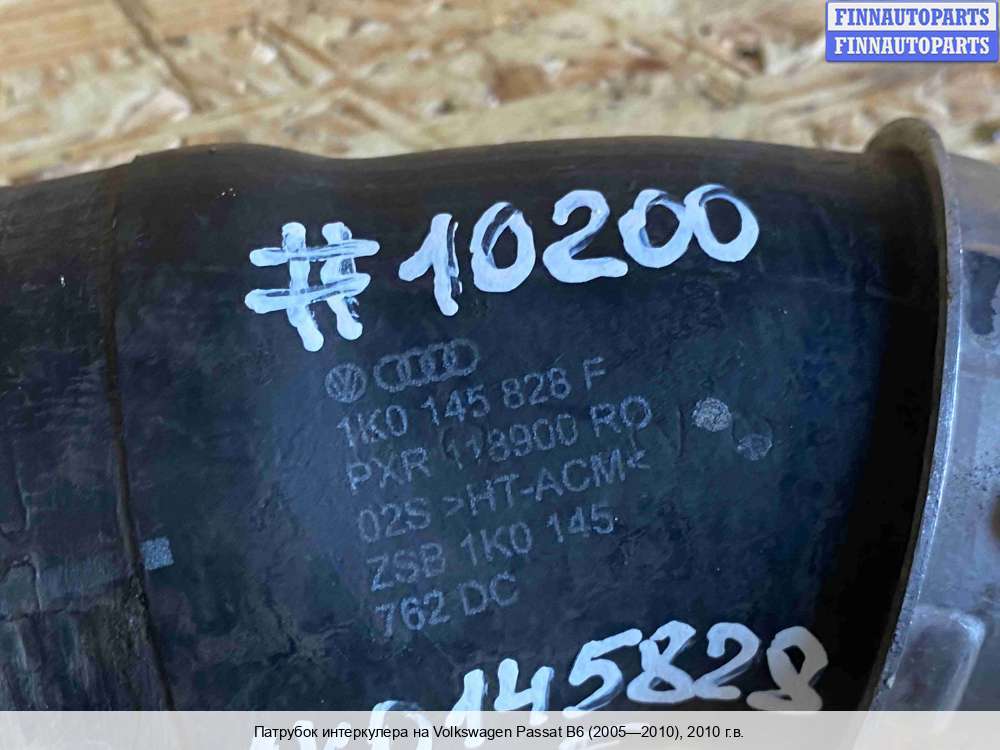 FINNAUTOPARTS
FINNAUTOPARTS
#10200
1K0 145 828 F
PXR 118900 RO
02S >HT-ACM<
ZSB 1K0 145
762 DC
1K0145828
Патрубок интеркулера на Volkswagen Passat B6 (2005—2010), 2010 г.в.